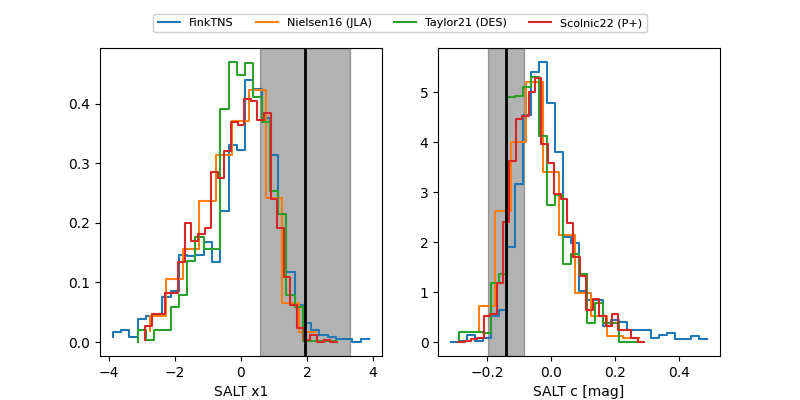 FinkTNS Nielsen16 (JLA) Taylor21 (DES) Scolnic22 (P+)
0.4
0.3
0.2
0.1
0.0
−4 −2 0 2 4
SALT x1
5
4
3
2
1
0
−0.2 0.0 0.2 0.4
SALT c [mag]